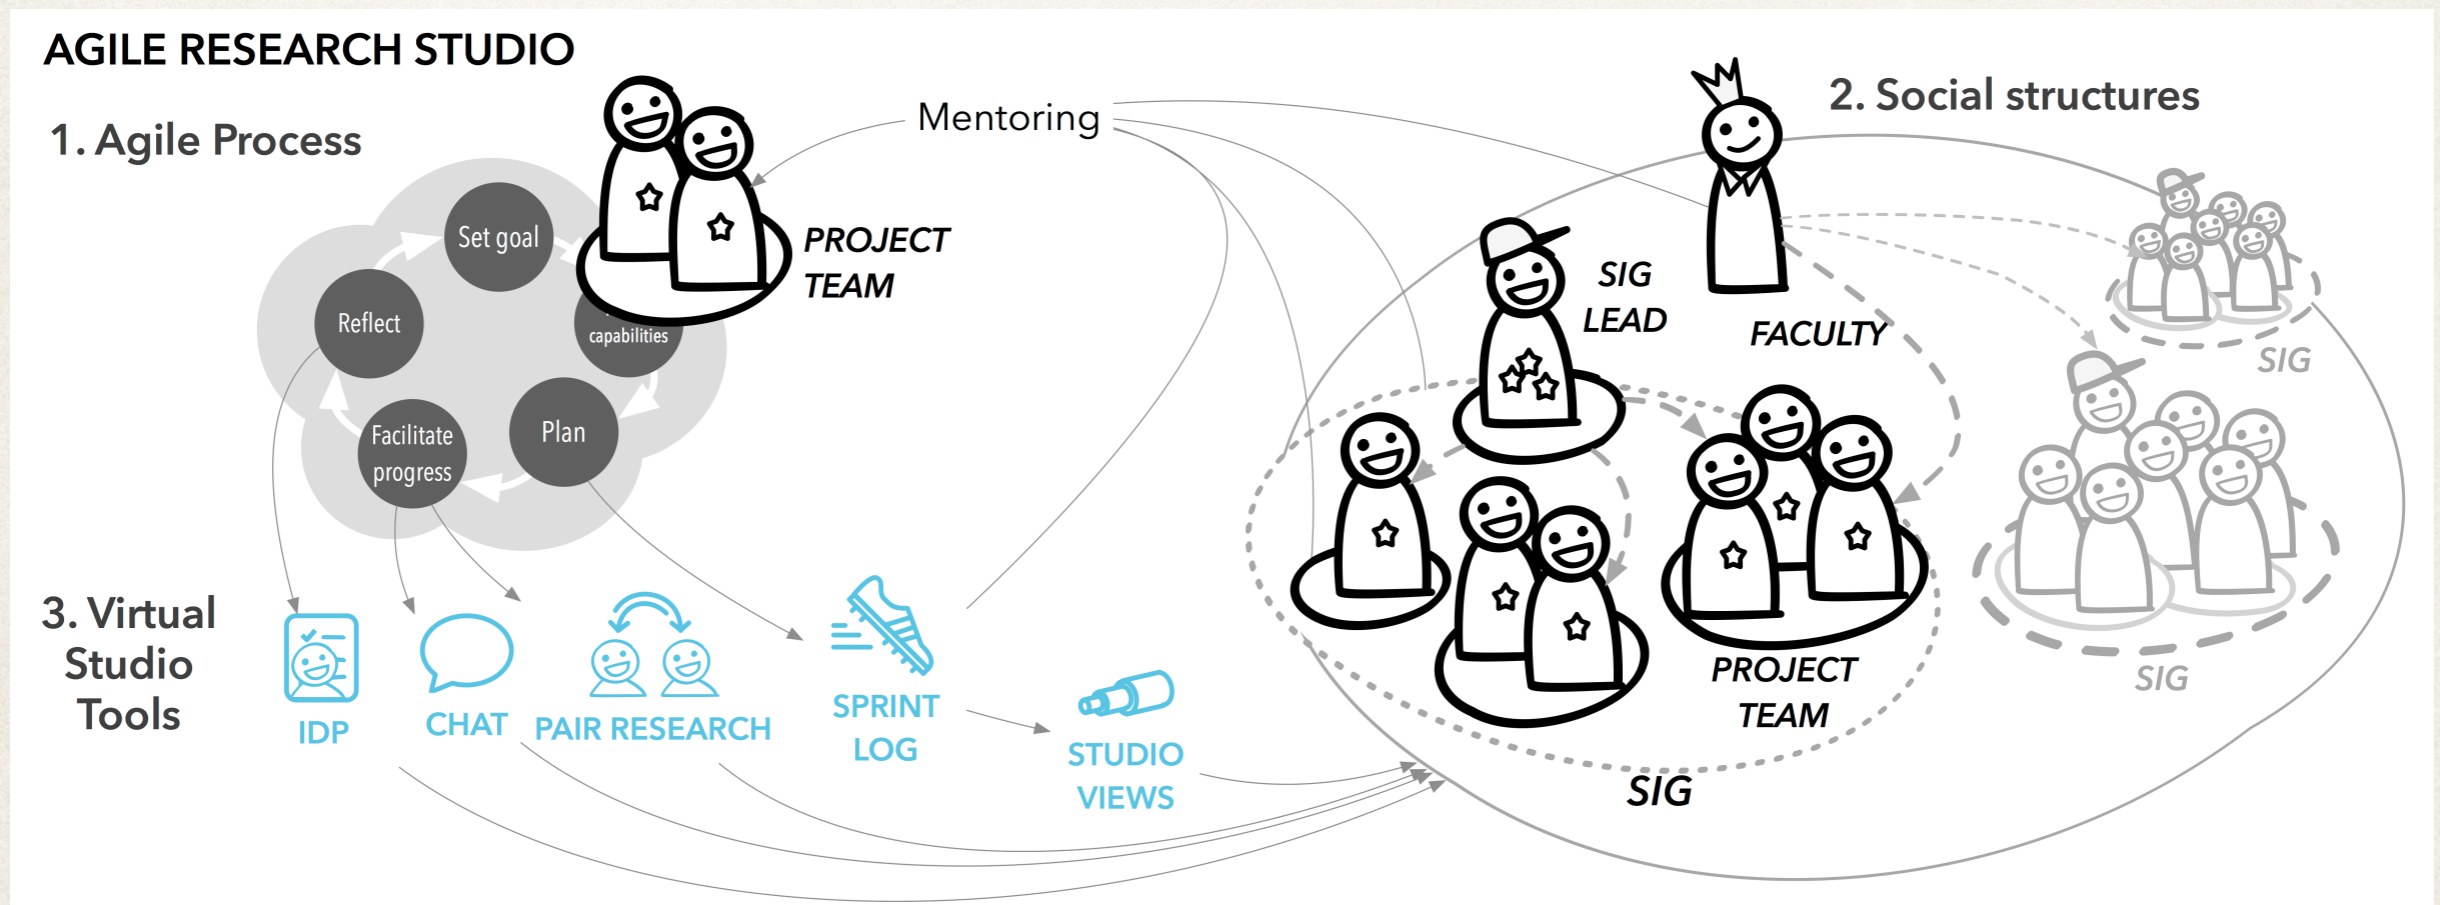 AGILE RESEARCH STUDIO
1. Agile Process
Set goal
capabilities
Plan
Facilitate
progress
Reflect
PROJECT
TEAM
Mentoring
2. Social structures
SIG
LEAD
FACULTY
PROJECT
TEAM
SIG
SIG
SIG
3. Virtual
Studio
Tools
IDP
CHAT
PAIR RESEARCH
SPRINT
LOG
STUDIO
VIEWS